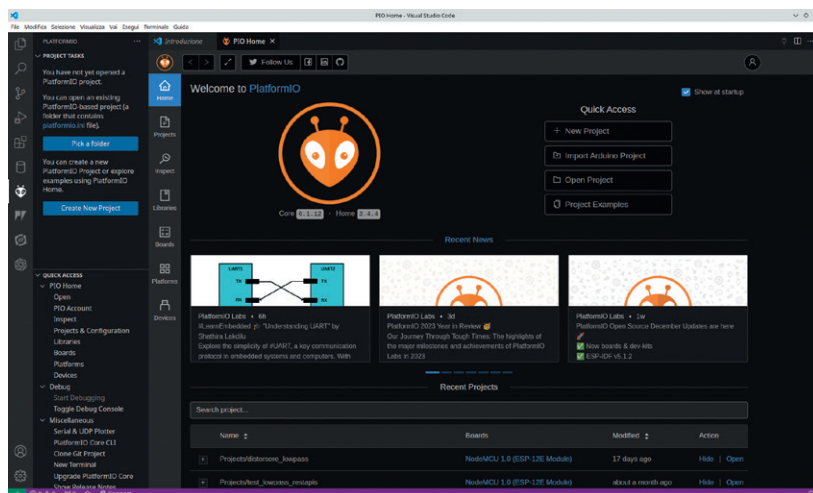 PIO Home - Visual Studio Code
File Modifica Selezione Visualizza Vai Esegui Terminale Guida
PLATFORMIO
PROJECT TASKS
You have not yet opened a
PlatformIO project.
You can open an existing
PlatformIO-based project (a
folder that contains
platformio.ini file).
Pick a folder
You can create a new
PlatformIO Project or explore
examples using PlatformIO
Home.
Create New Project
QUICK ACCESS
PIO Home
Open
PIO Account
Inspect
Projects & Configuration
Libraries
Boards
Platforms
Devices
Debug
Start Debugging
Toggle Debug Console
Miscellaneous
Serial & UDP Plotter
PlatformIO Core CLI
Clone Git Project
New Terminal
Upgrade PlatformIO Core
Show Release Notes
Introduzione
PIO Home
Follow Us
Home
Projects
Inspect
Libraries
Boards
Platforms
Devices
Welcome to PlatformIO
Show at startup
Core 6.1.12 · Home 3.4.4
Quick Access
+ New Project
Import Arduino Project
Open Project
Project Examples
Recent News
UART1 UART2
TX TX
RX RX
PlatformIO Labs • 6h
#LearnEmbedded "Understanding UART" by
Shethira Lakdilu
Explore the simplicity of #UART, a key communication
protocol in embedded systems and computers. With
PlatformIO Labs • 3d
PlatformIO 2023 Year in Review
Our Journey Through Tough Times: The highlights of
the major milestones and achievements of PlatformIO
Labs in 2023
PlatformIO Labs • 1w
PlatformIO Open Source December Updates are here
🚀
✅ New boards & dev-kits
✅ ESP-IDF v5.1.2
Recent Projects
Search project...
Name Boards Modified Action
Projects/distorsore_lowpass NodeMCU 1.0 (ESP-12E Module) 17 days ago Hide | Open
Projects/test_lowpass_restapis NodeMCU 1.0 (ESP-12E Module) about a month ago Hide | Open